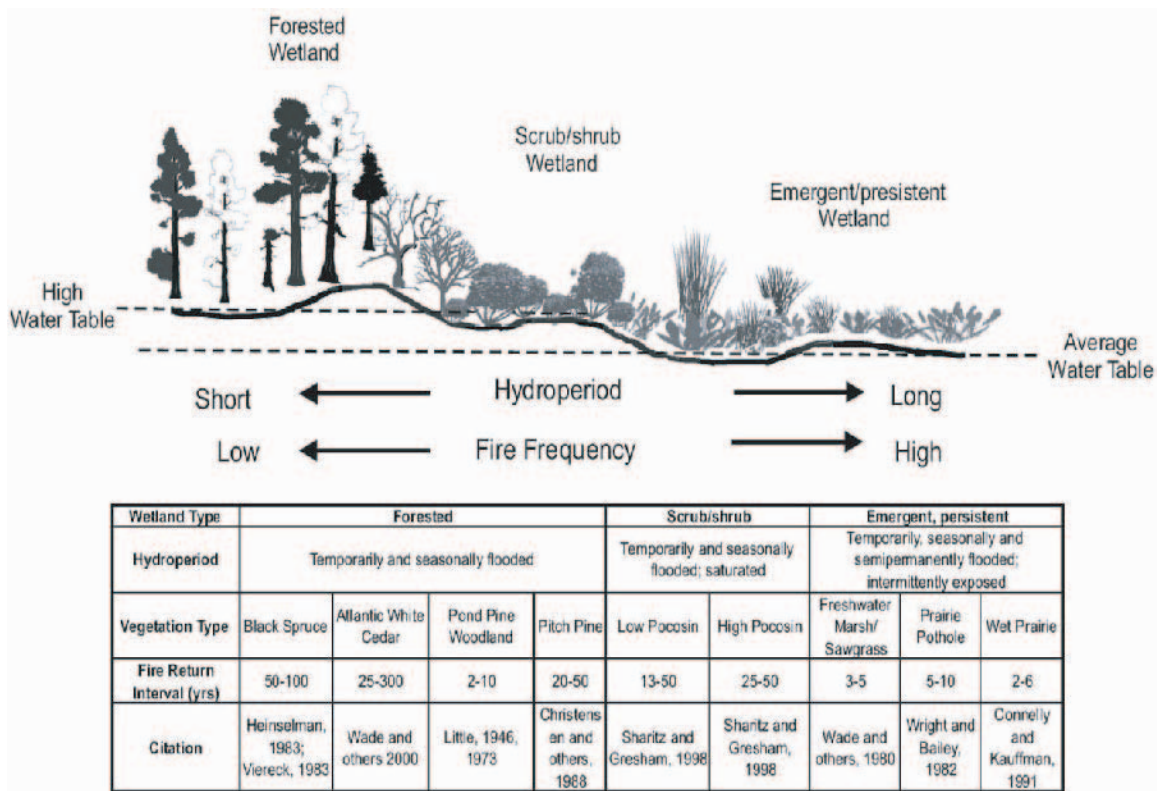 Forested
Wetland
Scrub/shrub
Wetland
Emergent/presistent
Wetland
High
Water Table
Average
Water Table
Short Hydroperiod Long
Low Fire Frequency High
Wetland Type Forested Scrub/shrub Emergent, persistent
Hydroperiod
Temporarily and seasonally flooded
Temporarily and seasonally
flooded; saturated
Temporarily, seasonally and
semipermanently flooded;
intermittently exposed
Vegetation Type
Black Spruce
Atlantic White
Cedar
Pond Pine
Woodland
Pitch Pine
Low Pocosin
High Pocosin
Freshwater
Marsh/
Sawgrass
Prairie
Pothole
Wet Prairie
Fire Return
Interval (yrs)
50-100
25-300
2-10
20-50
13-50
25-50
3-5
5-10
2-6
Citation
Heinselman,
1983;
Viereck, 1983
Wade and
others 2000
Little, 1946,
1973
Christens
en and
others,
1988
Sharitz and
Gresham, 1998
Sharitz and
Gresham,
1998
Wade and
others, 1980
Wright and
Bailey,
1982
Connelly
and
Kauffman,
1991